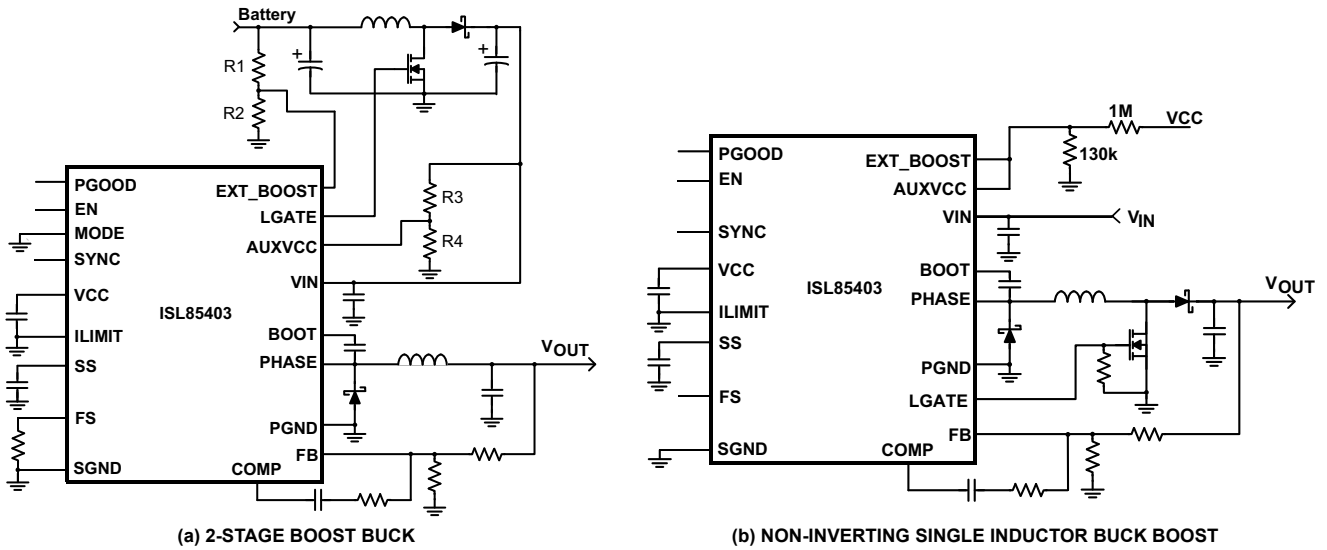 Battery
+
+
R1
R2
PGOOD
EN
MODE
SYNC
VCC
ILIMIT
SS
FS
SGND
ISL85403
EXT_BOOST
LGATE
AUXVCC
VIN
BOOT
PHASE
PGND
FB
COMP
R3
R4
VOUT
(a) 2-STAGE BOOST BUCK
PGOOD
EN
SYNC
VCC
ILIMIT
SS
FS
SGND
ISL85403
EXT_BOOST
AUXVCC
VIN
BOOT
PHASE
PGND
LGATE
FB
COMP
1M
VCC
130k
VIN
VOUT
(b) NON-INVERTING SINGLE INDUCTOR BUCK BOOST